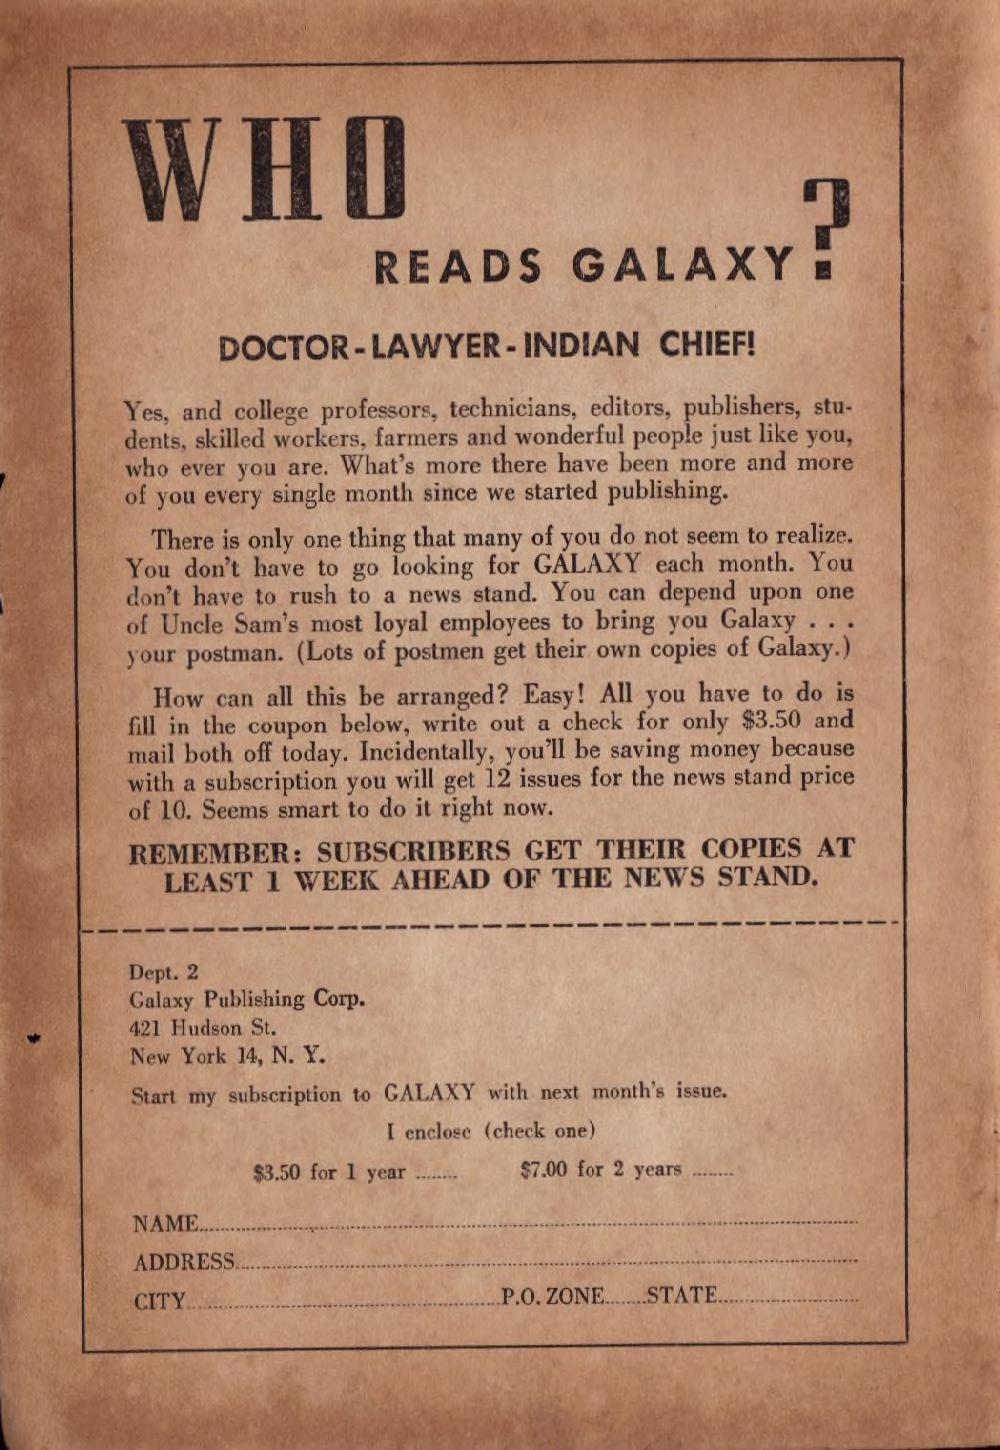 WHO
READS GALAXY?
DOCTOR-LAWYER-INDIAN CHIEF!
Yes, and college professors, technicians, editors, publishers, stu-
dents, skilled workers, farmers and wonderful people just like you,
who ever you are. What's more there have been more and more
of you every single month since we started publishing.
There is only one thing that many of you do not seem to realize.
You don't have to go looking for GALAXY each month. You
don't have to rush to a news stand. You can depend upon one
of Uncle Sam's most loyal employees to bring you Galaxy . . .
your postman. (Lots of postmen get their own copies of Galaxy.)
How can all this be arranged? Easy! All you have to do is
fill in the coupon below, write out a check for only $3.50 and
mail both off today. Incidentally, you'll be saving money because
with a subscription you will get 12 issues for the news stand price
of 10. Seems smart to do it right now.
REMEMBER: SUBSCRIBERS GET THEIR COPIES AT
LEAST 1 WEEK AHEAD OF THE NEWS STAND.
Dept. 2
Galaxy Publishing Corp.
421 Hudson St.
New York 14, N. Y.
Start my subscription to GALAXY with next month's issue.
I enclose (check one)
$3.50 for 1 year ........ $7.00 for 2 years ........
NAME........................................
ADDRESS........................................
CITY........................................P.O. ZONE.......STATE....................